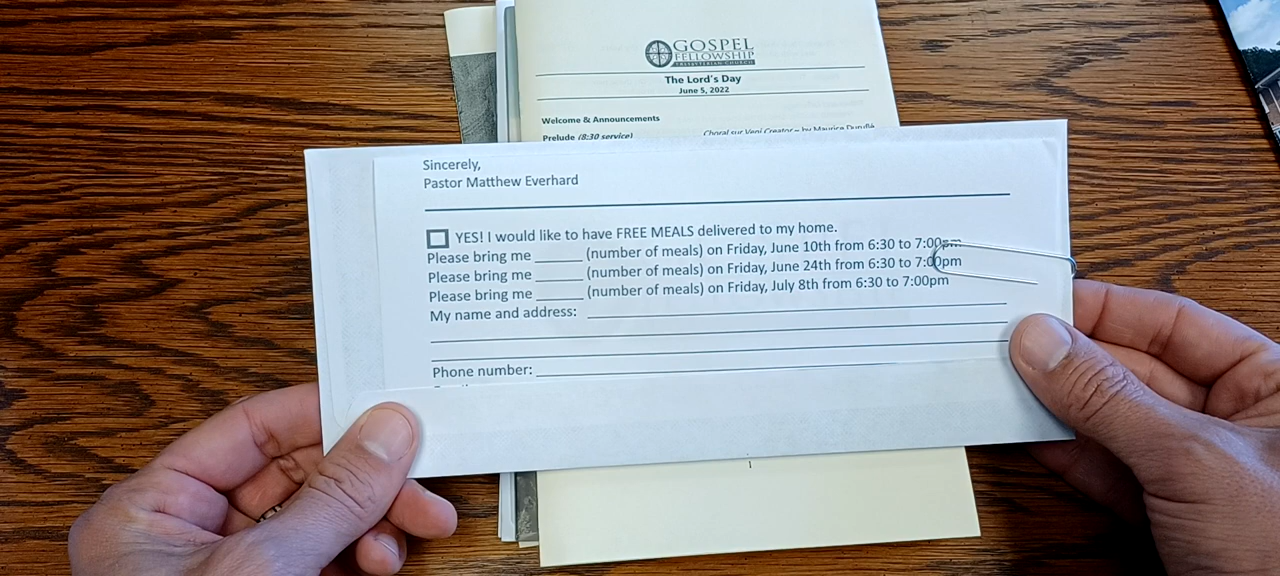 GOSPEL
FELLOWSHIP
PRESBYTERIAN CHURCH
The Lord's Day
June 5, 2022
Welcome & Announcements
Prelude (8:30 service) Choral sur Veni Creator – by Maurice Duruflé
Sincerely,
Pastor Matthew Everhard
YES! I would like to have FREE MEALS delivered to my home.
Please bring me ______ (number of meals) on Friday, June 10th from 6:30 to 7:00pm
Please bring me ______ (number of meals) on Friday, June 24th from 6:30 to 7:00pm
Please bring me ______ (number of meals) on Friday, July 8th from 6:30 to 7:00pm
My name and address:
Phone number: